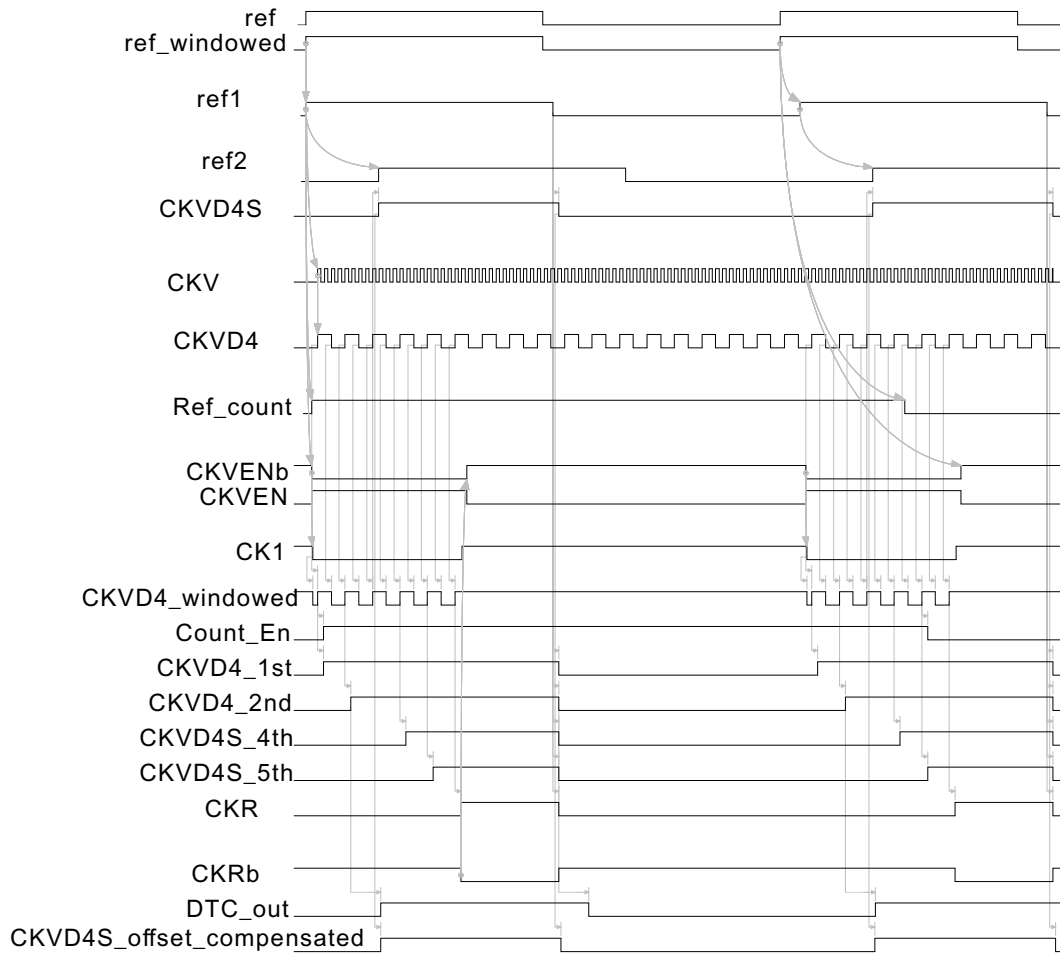 ref
ref_windowed
ref1
ref2
CKVD4S
CKV
CKVD4
Ref_count
CKVENb
CKVEN
CK1
CKVD4_windowed
Count_En
CKVD4_1st
CKVD4_2nd
CKVD4S_4th
CKVD4S_5th
CKR
CKRb
DTC_out
CKVD4S_offset_compensated